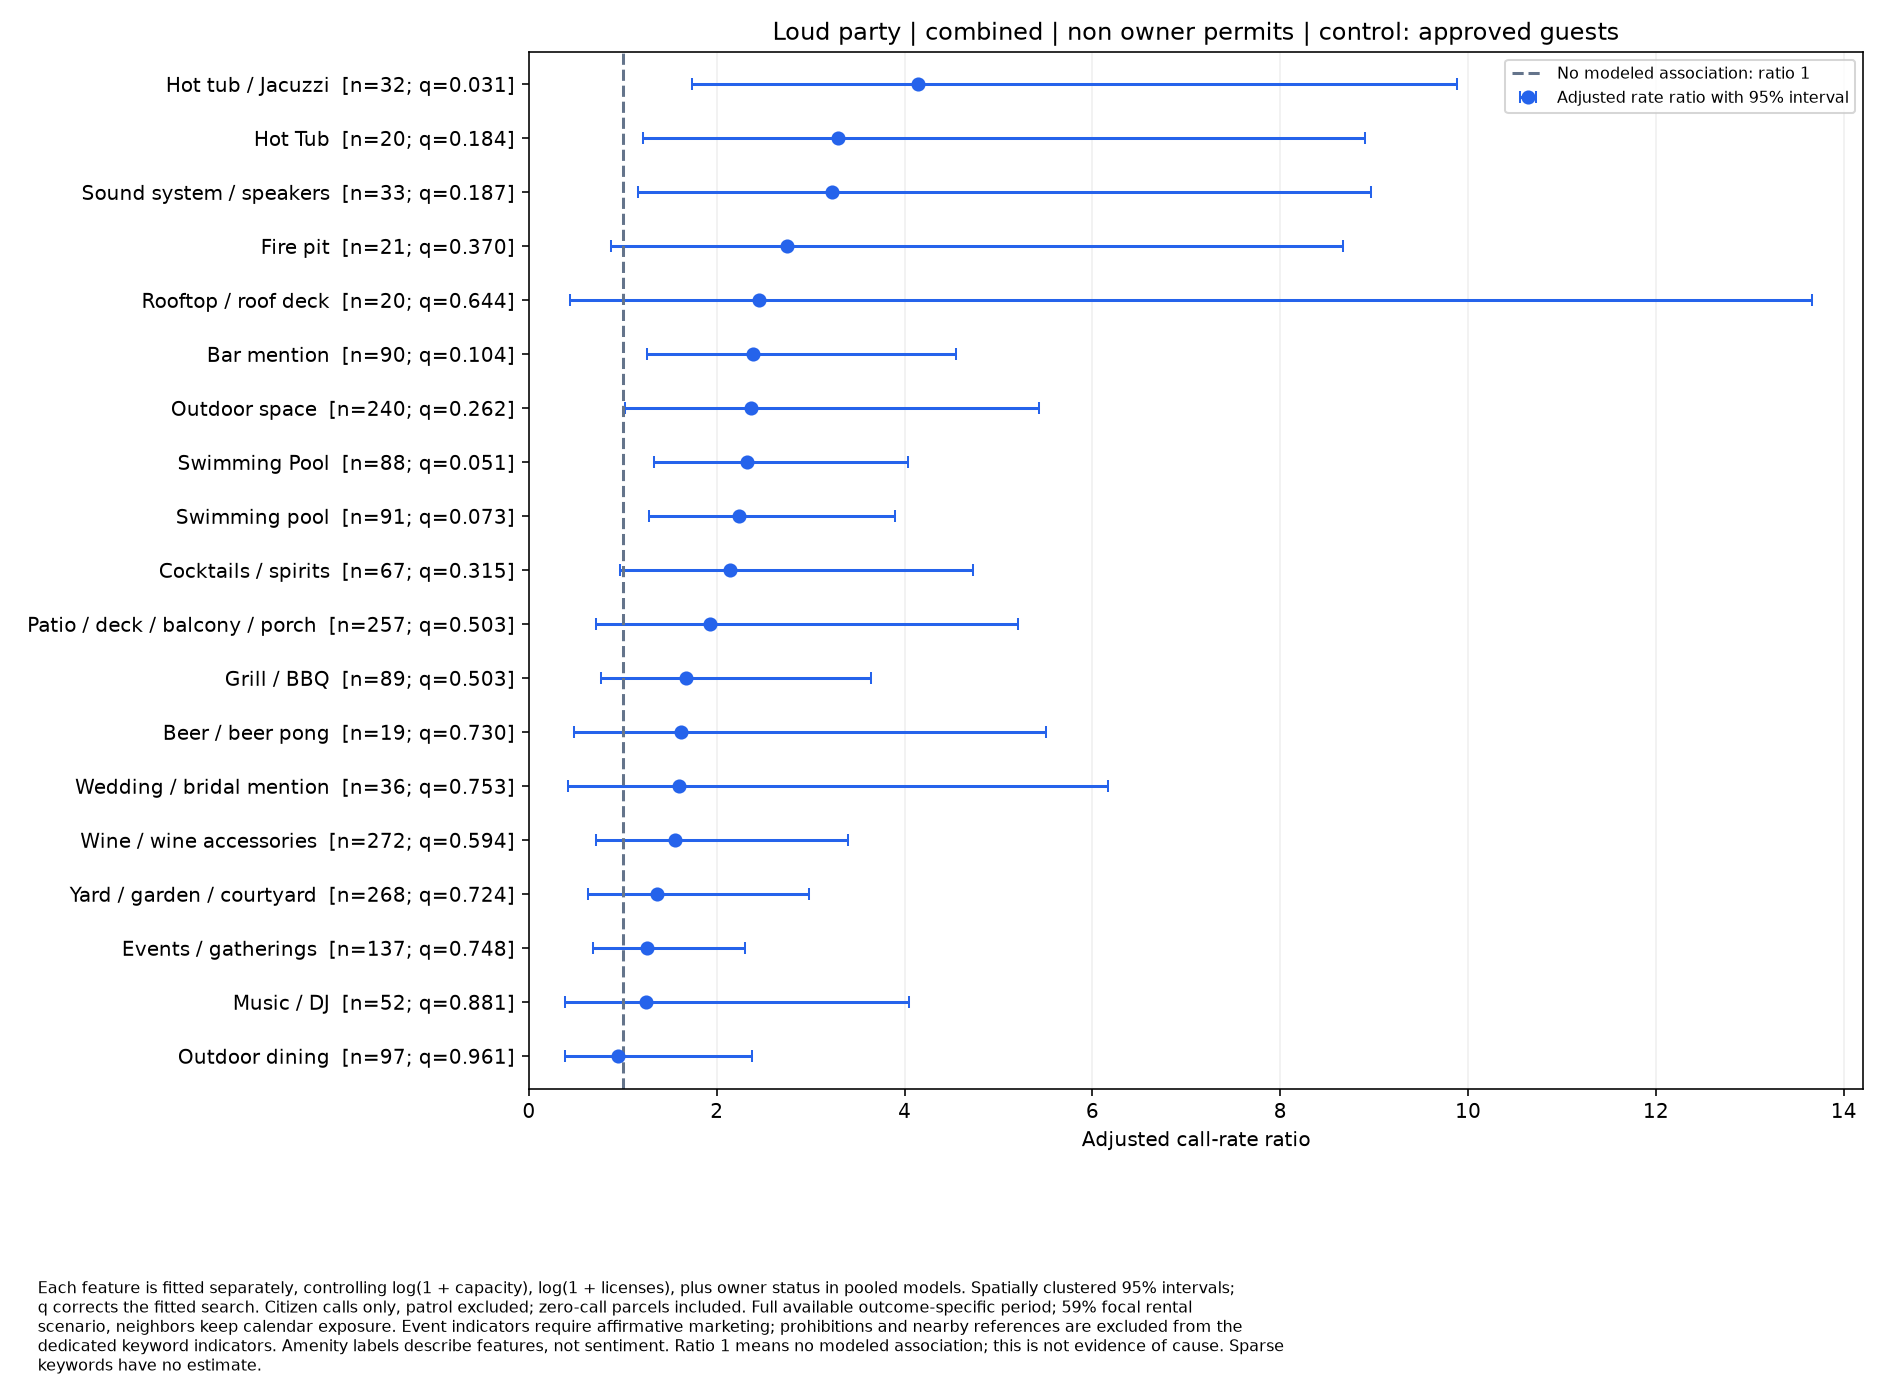 Loud party | combined | non owner permits | control: approved guests
No modeled association: ratio 1
Adjusted rate ratio with 95% interval
Hot tub / Jacuzzi [n=32; q=0.031]
Hot Tub [n=20; q=0.184]
Sound system / speakers [n=33; q=0.187]
Fire pit [n=21; q=0.370]
Rooftop / roof deck [n=20; q=0.644]
Bar mention [n=90; q=0.104]
Outdoor space [n=240; q=0.262]
Swimming Pool [n=88; q=0.051]
Swimming pool [n=91; q=0.073]
Cocktails / spirits [n=67; q=0.315]
Patio / deck / balcony / porch [n=257; q=0.503]
Grill / BBQ [n=89; q=0.503]
Beer / beer pong [n=19; q=0.730]
Wedding / bridal mention [n=36; q=0.753]
Wine / wine accessories [n=272; q=0.594]
Yard / garden / courtyard [n=268; q=0.724]
Events / gatherings [n=137; q=0.748]
Music / DJ [n=52; q=0.881]
Outdoor dining [n=97; q=0.961]
0 2 4 6 8 10 12 14
Adjusted call-rate ratio
Each feature is fitted separately, controlling log(1 + capacity), log(1 + licenses), plus owner status in pooled models. Spatially clustered 95% intervals;
q corrects the fitted search. Citizen calls only, patrol excluded; zero-call parcels included. Full available outcome-specific period; 59% focal rental
scenario, neighbors keep calendar exposure. Event indicators require affirmative marketing; prohibitions and nearby references are excluded from the
dedicated keyword indicators. Amenity labels describe features, not sentiment. Ratio 1 means no modeled association; this is not evidence of cause. Sparse
keywords have no estimate.